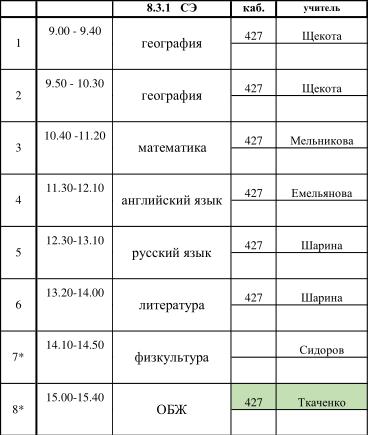 8.3.1 СЭ каб. учитель
1 9.00 - 9.40 география 427 Щекота
2 9.50 - 10.30 география 427 Щекота
3 10.40 -11.20 математика 427 Мельникова
4 11.30-12.10 английский язык 427 Емельянова
5 12.30-13.10 русский язык 427 Шарина
6 13.20-14.00 литература 427 Шарина
7* 14.10-14.50 физкультура Сидоров
8* 15.00-15.40 ОБЖ 427 Ткаченко